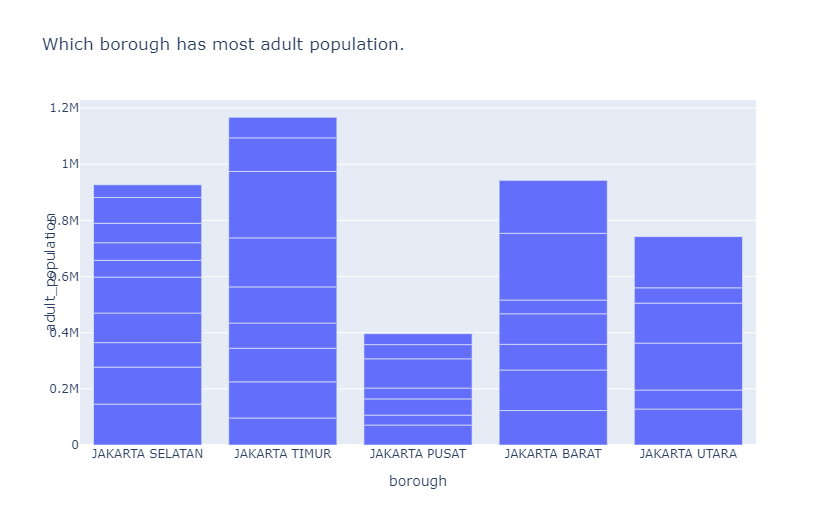 Which borough has most adult population.
1.2M
1M
0.8M
0.6M
0.4M
0.2M
0
adult_population
JAKARTA SELATAN JAKARTA TIMUR JAKARTA PUSAT JAKARTA BARAT JAKARTA UTARA
borough